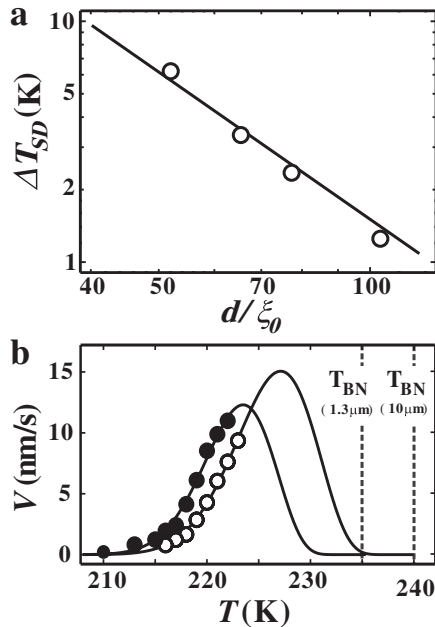 a
10
5
2
1
ΔT_SD (K)
40 50 70 100
d/ξ₀
b
15
10
5
0
V (nm/s)
T_BN T_BN
(1.3μm) (10μm)
210 220 230 240
T (K)